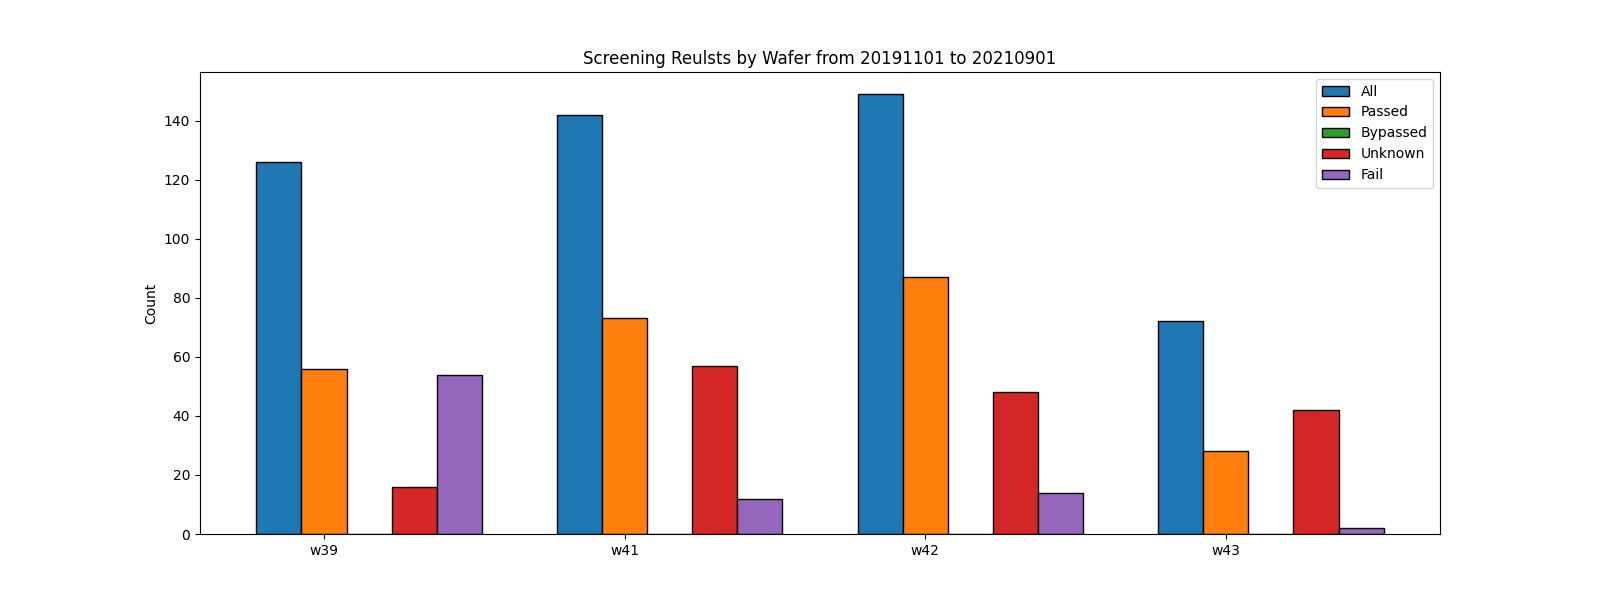 Screening Reulsts by Wafer from 20191101 to 20210901
All
Passed
Bypassed
Unknown
Fail
140
120
100
80
60
40
20
0
Count
w39 w41 w42 w43